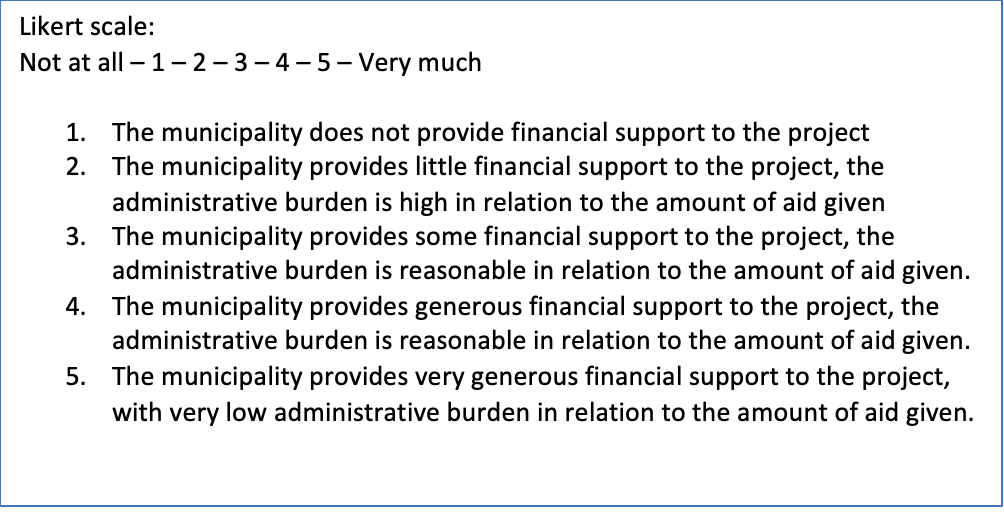 Likert scale:
Not at all – 1 – 2 – 3 – 4 – 5 – Very much
1. The municipality does not provide financial support to the project
2. The municipality provides little financial support to the project, the
administrative burden is high in relation to the amount of aid given
3. The municipality provides some financial support to the project, the
administrative burden is reasonable in relation to the amount of aid given.
4. The municipality provides generous financial support to the project, the
administrative burden is reasonable in relation to the amount of aid given.
5. The municipality provides very generous financial support to the project,
with very low administrative burden in relation to the amount of aid given.